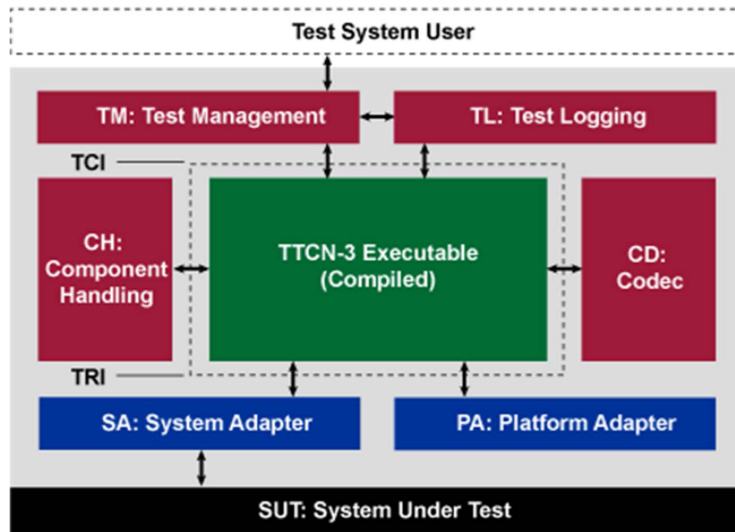 Test System User
TM: Test Management
TL: Test Logging
TCI
CH:
Component
Handling
TTCN-3 Executable
(Compiled)
CD:
Codec
TRI
SA: System Adapter
PA: Platform Adapter
SUT: System Under Test